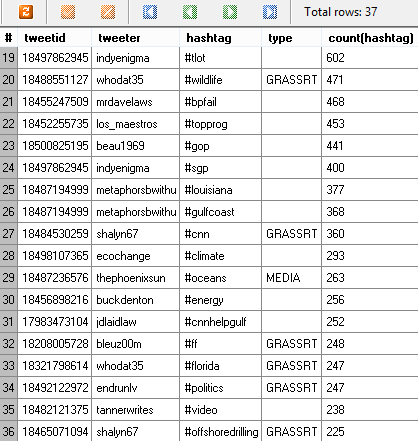 Total rows: 37
# tweetid tweeter hashtag type count(hashtag)
19 18497862945 indyenigma #tlot 602
20 18488551127 whodat35 #wildlife GRASSRT 471
21 18455247509 mrdavelaws #bpfail 468
22 18452255735 los_maestros #topprog 453
23 18500825195 beau1969 #gop 441
24 18497862945 indyenigma #sgp 400
25 18487194999 metaphorsbwithu #louisiana 377
26 18487194999 metaphorsbwithu #gulfcoast 368
27 18484530259 shalyn67 #cnn GRASSRT 360
28 18498107365 ecochange #climate 293
29 18487236576 thephoenixsun #oceans MEDIA 263
30 18456898216 buckdenton #energy 256
31 17983473104 jdlaidlaw #cnnhelpgulf 252
32 18208005728 bleuz00m #ff GRASSRT 248
33 18321798614 whodat35 #florida GRASSRT 247
34 18492122972 endrunlv #politics GRASSRT 247
35 18482121375 tannerwrites #video 238
36 18465071094 shalyn67 #offshoredrilling GRASSRT 225